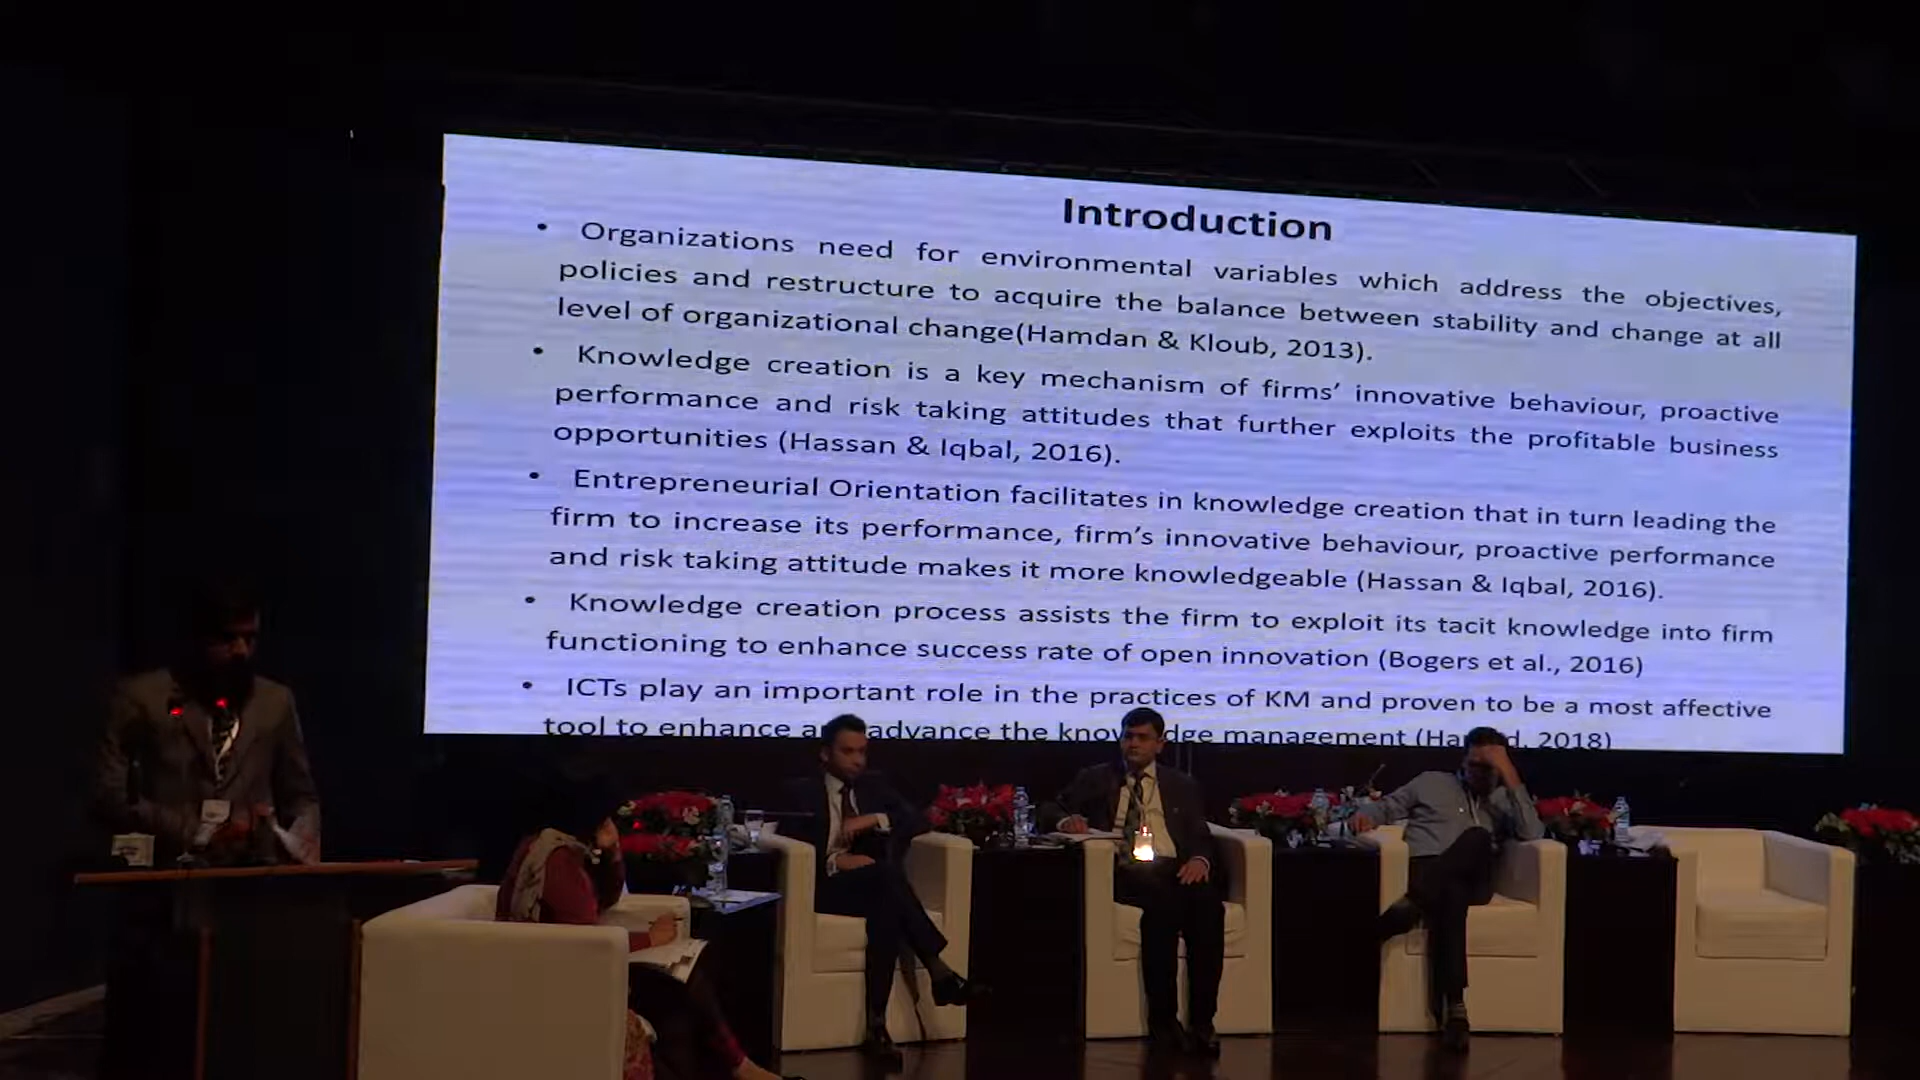 Introduction
• Organizations need for environmental variables which address the objectives,
policies and restructure to acquire the balance between stability and change at all
level of organizational change(Hamdan & Kloub, 2013).
• Knowledge creation is a key mechanism of firms' innovative behaviour, proactive
performance and risk taking attitudes that further exploits the profitable business
opportunities (Hassan & Iqbal, 2016).
• Entrepreneurial Orientation facilitates in knowledge creation that in turn leading the
firm to increase its performance, firm's innovative behaviour, proactive performance
and risk taking attitude makes it more knowledgeable (Hassan & Iqbal, 2016).
• Knowledge creation process assists the firm to exploit its tacit knowledge into firm
functioning to enhance success rate of open innovation (Bogers et al., 2016)
• ICTs play an important role in the practices of KM and proven to be a most affective
tool to enhance advance the knowledge management 2018)